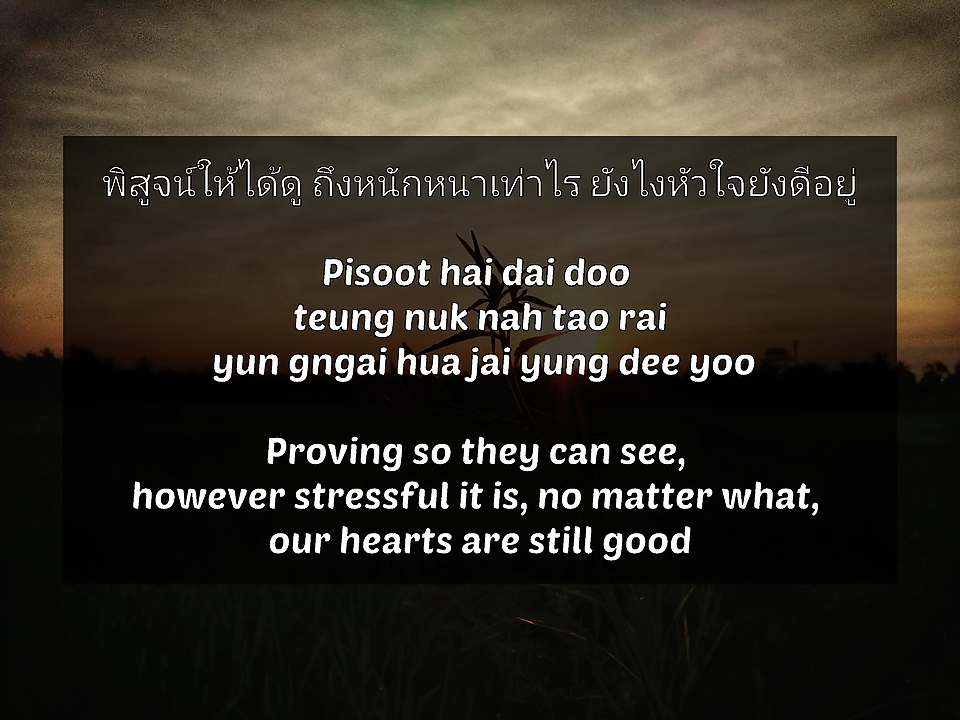 พิสูจน์ให้ได้ดู ถึงหนักหนาเท่าไร ยังไงหัวใจยังดีอยู่
Pisoot hai dai doo
teung nuk nah tao rai
yun gngai hua jai yung dee yoo
Proving so they can see,
however stressful it is, no matter what,
our hearts are still good